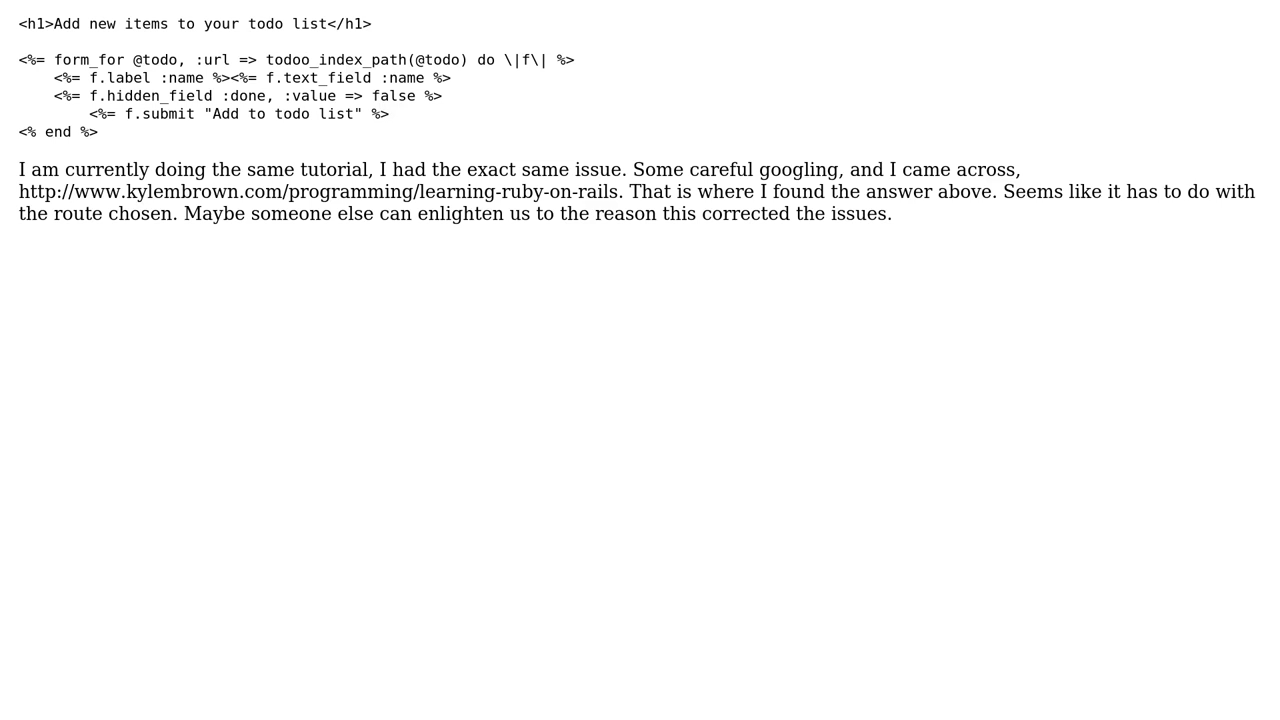 <h1>Add new items to your todo list</h1>

<%= form_for @todo, :url => todoo_index_path(@todo) do \|f\| %>
    <%= f.label :name %><%= f.text_field :name %>
    <%= f.hidden_field :done, :value => false %>
        <%= f.submit "Add to todo list" %>
<% end %>

I am currently doing the same tutorial, I had the exact same issue. Some careful googling, and I came across,
http://www.kylembrown.com/programming/learning-ruby-on-rails. That is where I found the answer above. Seems like it has to do with
the route chosen. Maybe someone else can enlighten us to the reason this corrected the issues.